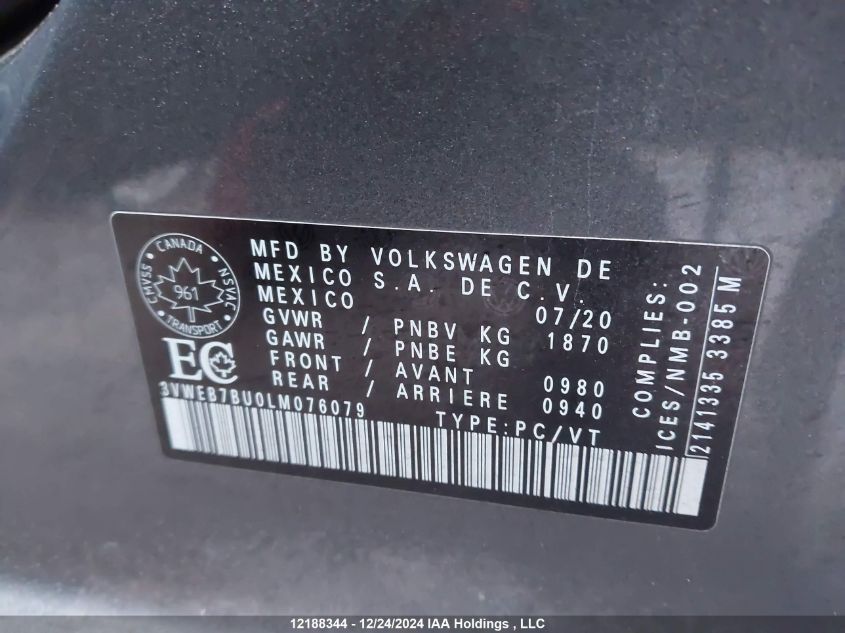 CANADA
CMVSS
NSVAC
961
TRANSPORT
EC
MFD BY VOLKSWAGEN DE
MEXICO S.A. DE C.V.
MEXICO 07/20
GVWR / PNBV KG 1870
GAWR / PNBE KG
FRONT / AVANT 0980
REAR / ARRIERE 0940
3VWEB7BU0LM076079
TYPE:PC/VT
COMPLIES:
ICES/NMB-002
2141335 3385 M
12188344 - 12/24/2024 IAA Holdings , LLC